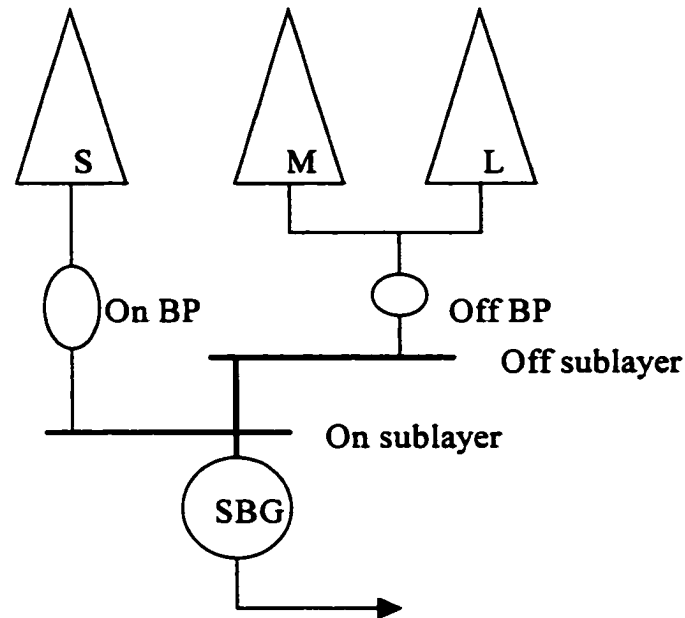 S
M
L
On BP
Off BP
Off sublayer
On sublayer
SBG